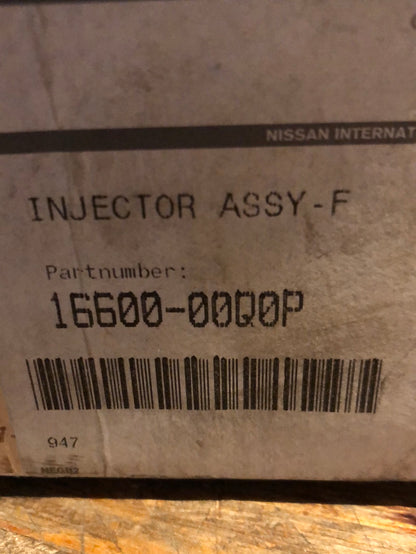 NISSAN INTERNAT
INJECTOR ASSY-F
Partnumber:
16600-00Q0P
947